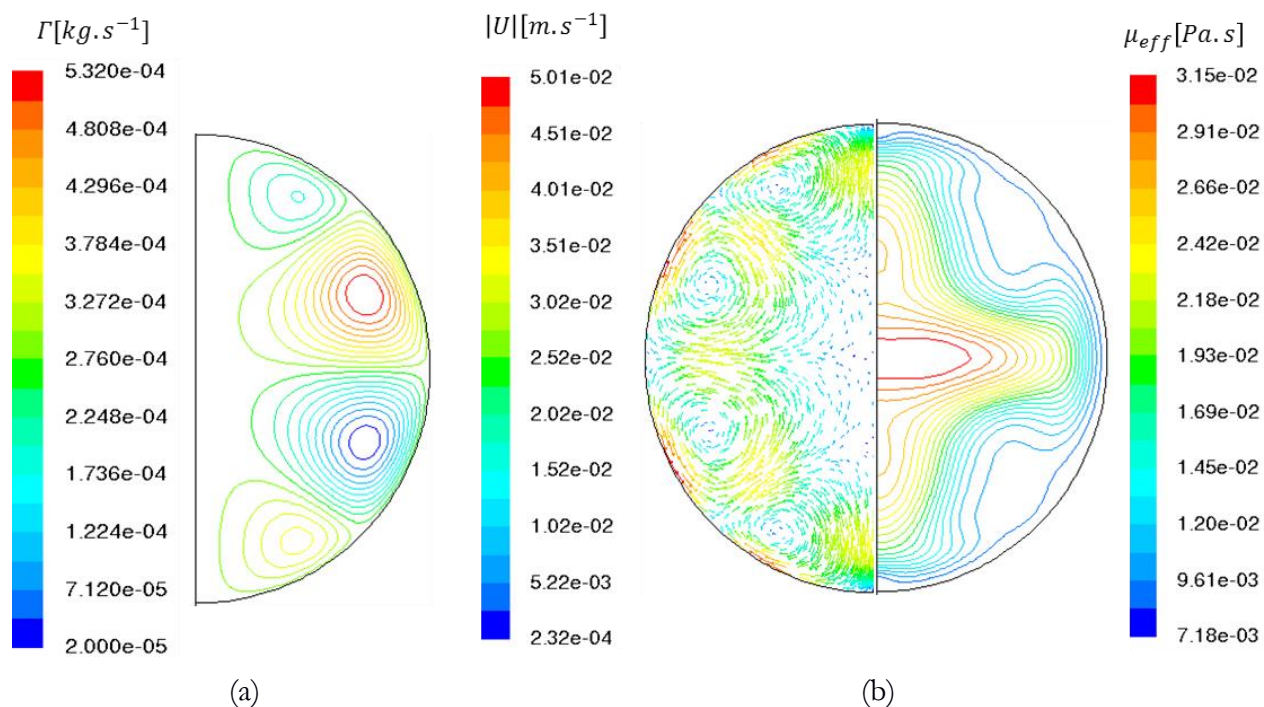 Γ[kg.s⁻¹]
5.320e-04
4.808e-04
4.296e-04
3.784e-04
3.272e-04
2.760e-04
2.248e-04
1.736e-04
1.224e-04
7.120e-05
2.000e-05
(a)
|U|[m.s⁻¹]
5.01e-02
4.51e-02
4.01e-02
3.51e-02
3.02e-02
2.52e-02
2.02e-02
1.52e-02
1.02e-02
5.22e-03
2.32e-04
μ_eff[Pa.s]
3.15e-02
2.91e-02
2.66e-02
2.42e-02
2.18e-02
1.93e-02
1.69e-02
1.45e-02
1.20e-02
9.61e-03
7.18e-03
(b)